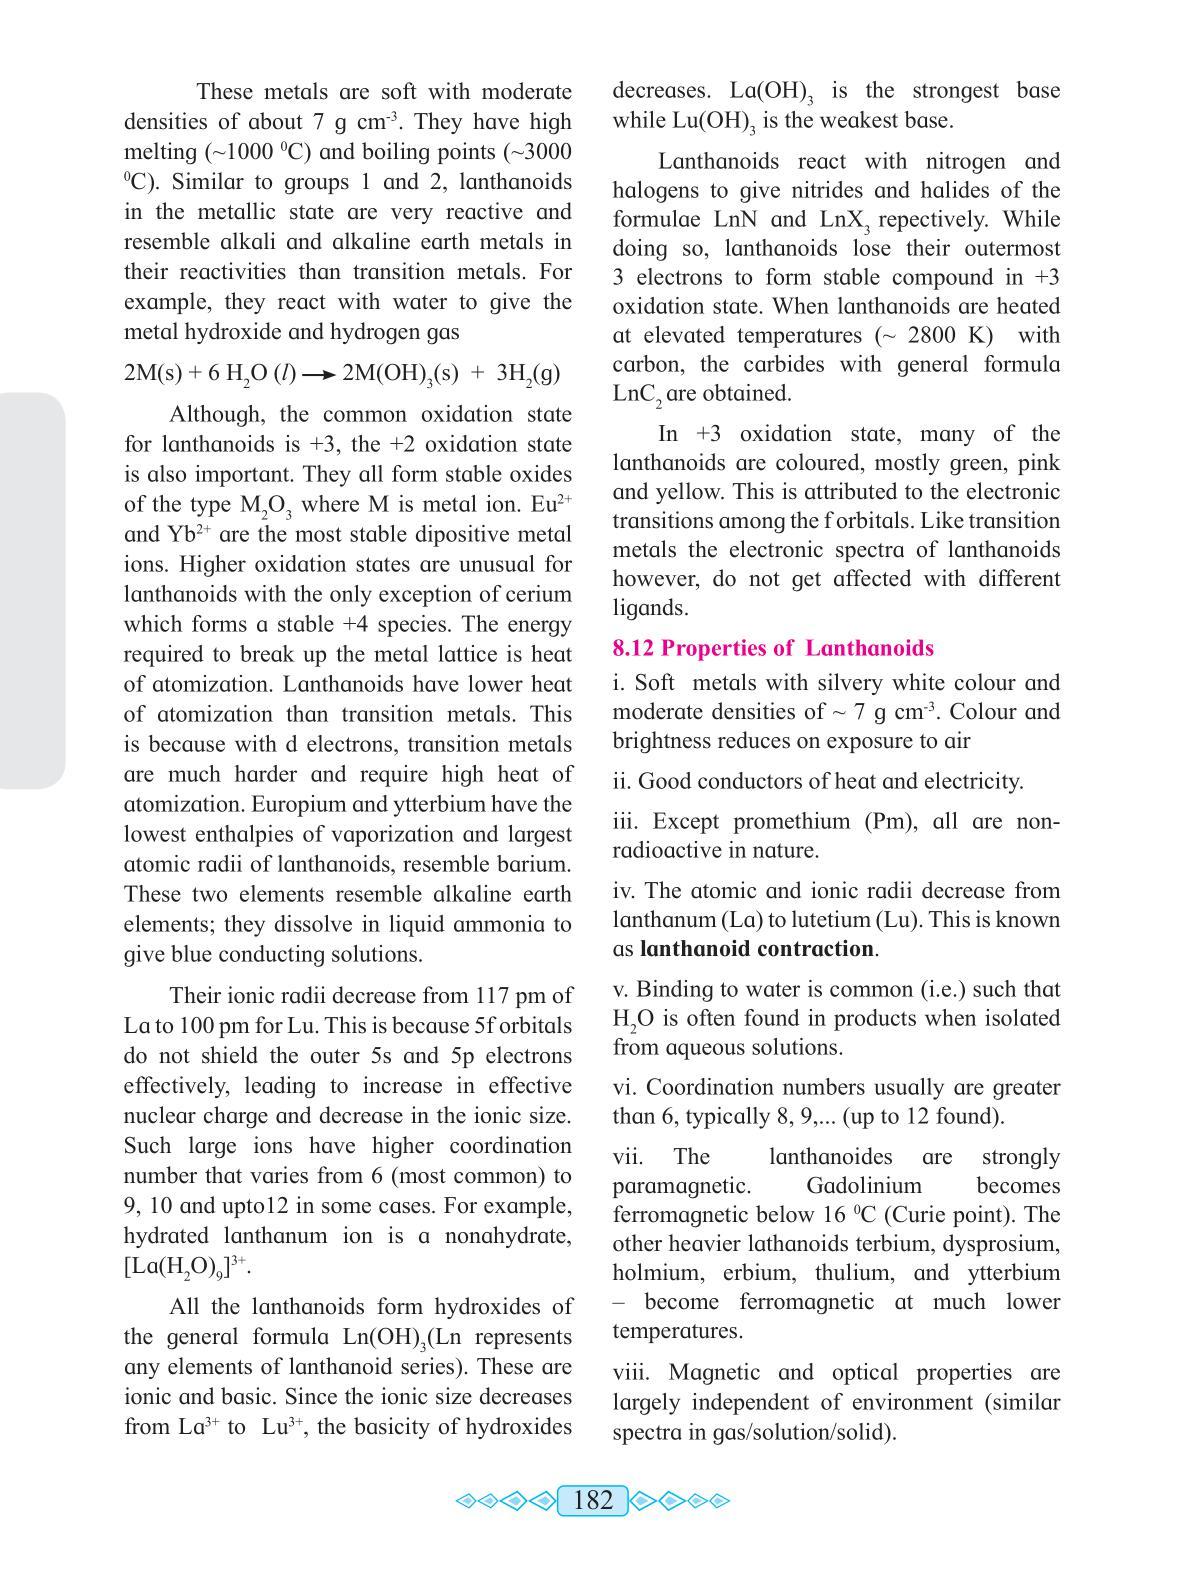 These metals are soft with moderate
densities of about 7 g cm⁻³. They have high
melting (~1000 ⁰C) and boiling points (~3000
⁰C). Similar to groups 1 and 2, lanthanoids
in the metallic state are very reactive and
resemble alkali and alkaline earth metals in
their reactivities than transition metals. For
example, they react with water to give the
metal hydroxide and hydrogen gas
2M(s) + 6 H₂O (l) ⟶ 2M(OH)₃(s) + 3H₂(g)
Although, the common oxidation state
for lanthanoids is +3, the +2 oxidation state
is also important. They all form stable oxides
of the type M₂O₃ where M is metal ion. Eu²⁺
and Yb²⁺ are the most stable dipositive metal
ions. Higher oxidation states are unusual for
lanthanoids with the only exception of cerium
which forms a stable +4 species. The energy
required to break up the metal lattice is heat
of atomization. Lanthanoids have lower heat
of atomization than transition metals. This
is because with d electrons, transition metals
are much harder and require high heat of
atomization. Europium and ytterbium have the
lowest enthalpies of vaporization and largest
atomic radii of lanthanoids, resemble barium.
These two elements resemble alkaline earth
elements; they dissolve in liquid ammonia to
give blue conducting solutions.
Their ionic radii decrease from 117 pm of
La to 100 pm for Lu. This is because 5f orbitals
do not shield the outer 5s and 5p electrons
effectively, leading to increase in effective
nuclear charge and decrease in the ionic size.
Such large ions have higher coordination
number that varies from 6 (most common) to
9, 10 and upto12 in some cases. For example,
hydrated lanthanum ion is a nonahydrate,
[La(H₂O)₉]³⁺.
All the lanthanoids form hydroxides of
the general formula Ln(OH)₃(Ln represents
any elements of lanthanoid series). These are
ionic and basic. Since the ionic size decreases
from La³⁺ to Lu³⁺, the basicity of hydroxides
decreases. La(OH)₃ is the strongest base
while Lu(OH)₃ is the weakest base.
Lanthanoids react with nitrogen and
halogens to give nitrides and halides of the
formulae LnN and LnX₃ repectively. While
doing so, lanthanoids lose their outermost
3 electrons to form stable compound in +3
oxidation state. When lanthanoids are heated
at elevated temperatures (~ 2800 K) with
carbon, the carbides with general formula
LnC₂ are obtained.
In +3 oxidation state, many of the
lanthanoids are coloured, mostly green, pink
and yellow. This is attributed to the electronic
transitions among the f orbitals. Like transition
metals the electronic spectra of lanthanoids
however, do not get affected with different
ligands.
8.12 Properties of Lanthanoids
i. Soft metals with silvery white colour and
moderate densities of ~ 7 g cm⁻³. Colour and
brightness reduces on exposure to air
ii. Good conductors of heat and electricity.
iii. Except promethium (Pm), all are non-
radioactive in nature.
iv. The atomic and ionic radii decrease from
lanthanum (La) to lutetium (Lu). This is known
as lanthanoid contraction.
v. Binding to water is common (i.e.) such that
H₂O is often found in products when isolated
from aqueous solutions.
vi. Coordination numbers usually are greater
than 6, typically 8, 9,... (up to 12 found).
vii. The lanthanoides are strongly
paramagnetic. Gadolinium becomes
ferromagnetic below 16 ⁰C (Curie point). The
other heavier lathanoids terbium, dysprosium,
holmium, erbium, thulium, and ytterbium
– become ferromagnetic at much lower
temperatures.
viii. Magnetic and optical properties are
largely independent of environment (similar
spectra in gas/solution/solid).
182